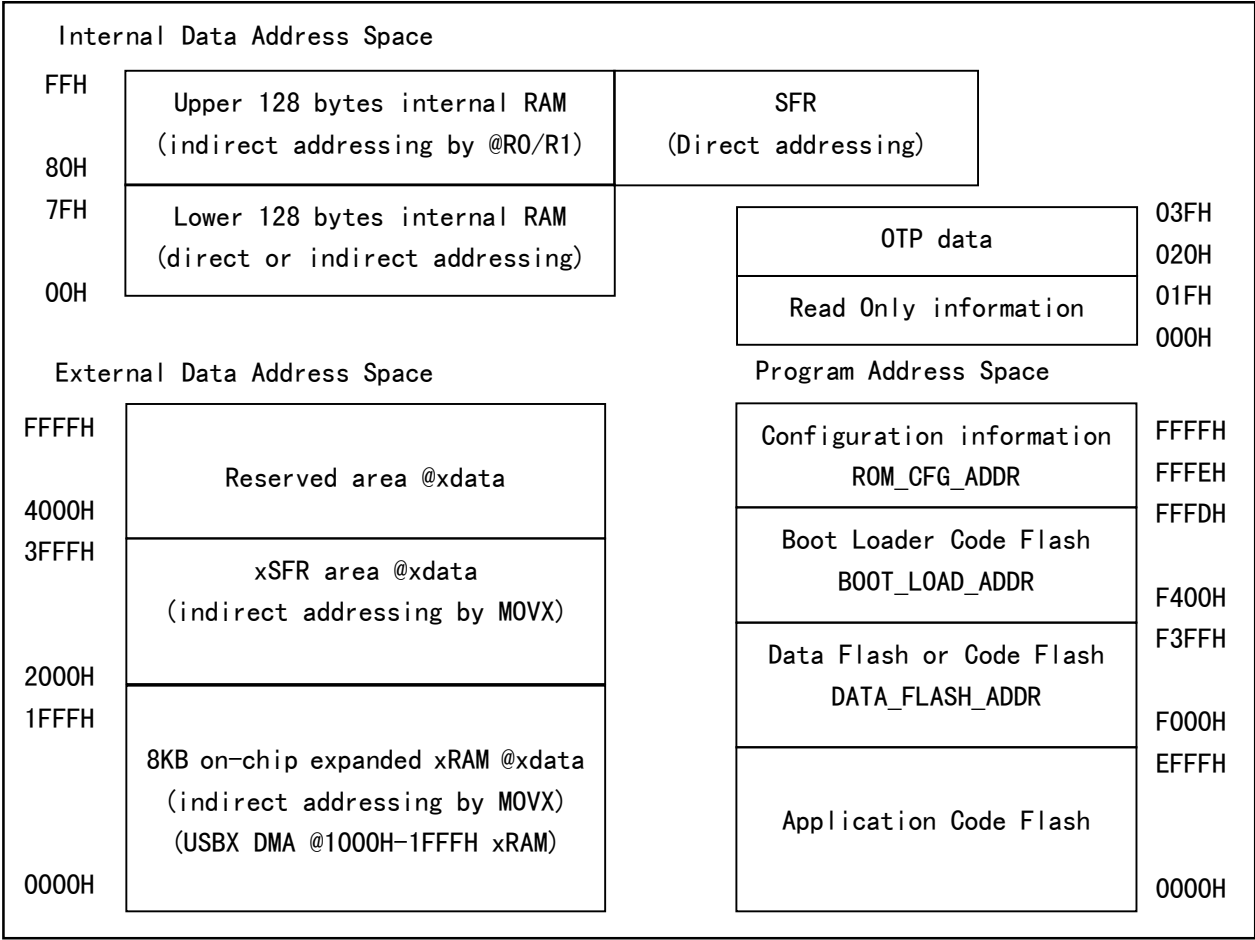 Internal Data Address Space
FFH
Upper 128 bytes internal RAM
(indirect addressing by @R0/R1)
80H
SFR
(Direct addressing)
7FH
Lower 128 bytes internal RAM
(direct or indirect addressing)
00H
OTP data
03FH
020H
Read Only information
01FH
000H
External Data Address Space
FFFFH
Reserved area @xdata
4000H
3FFFH
xSFR area @xdata
(indirect addressing by MOVX)
2000H
1FFFH
8KB on-chip expanded xRAM @xdata
(indirect addressing by MOVX)
(USBX DMA @1000H-1FFFH xRAM)
0000H
Program Address Space
Configuration information
ROM_CFG_ADDR
FFFFH
FFFEH
Boot Loader Code Flash
BOOT_LOAD_ADDR
FFFDH
F400H
Data Flash or Code Flash
DATA_FLASH_ADDR
F3FFH
F000H
Application Code Flash
EFFFH
0000H